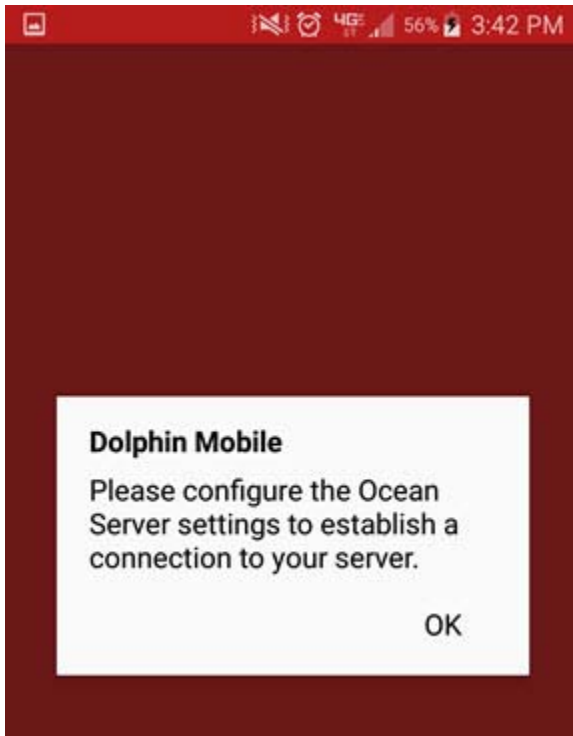 4G 56% 3:42 PM
Dolphin Mobile
Please configure the Ocean
Server settings to establish a
connection to your server.
OK